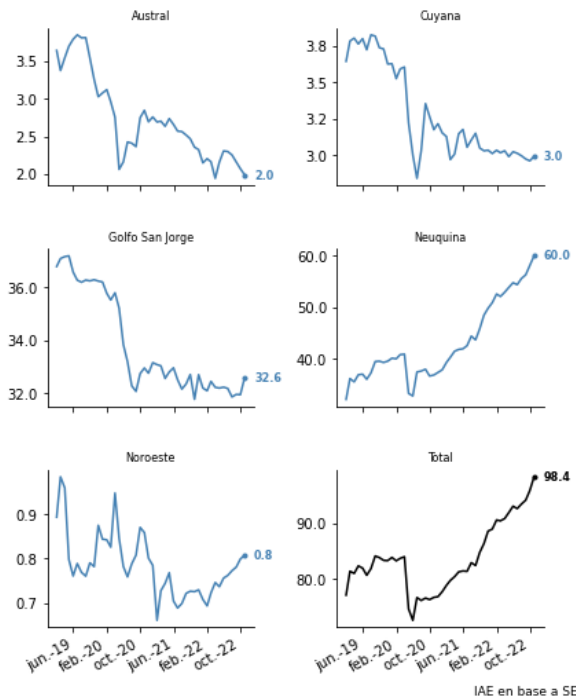 Austral
3.5
3.0
2.5
2.0
2.0
Cuyana
3.8
3.5
3.2
3.0
3.0
Golfo San Jorge
36.0
34.0
32.0
32.6
Neuquina
60.0
50.0
40.0
60.0
Noroeste
0.9
0.8
0.7
0.8
jun.-19
feb.-20
oct.-20
jun.-21
feb.-22
oct.-22
Total
90.0
80.0
98.4
jun.-19
feb.-20
oct.-20
jun.-21
feb.-22
oct.-22
IAE en base a SE